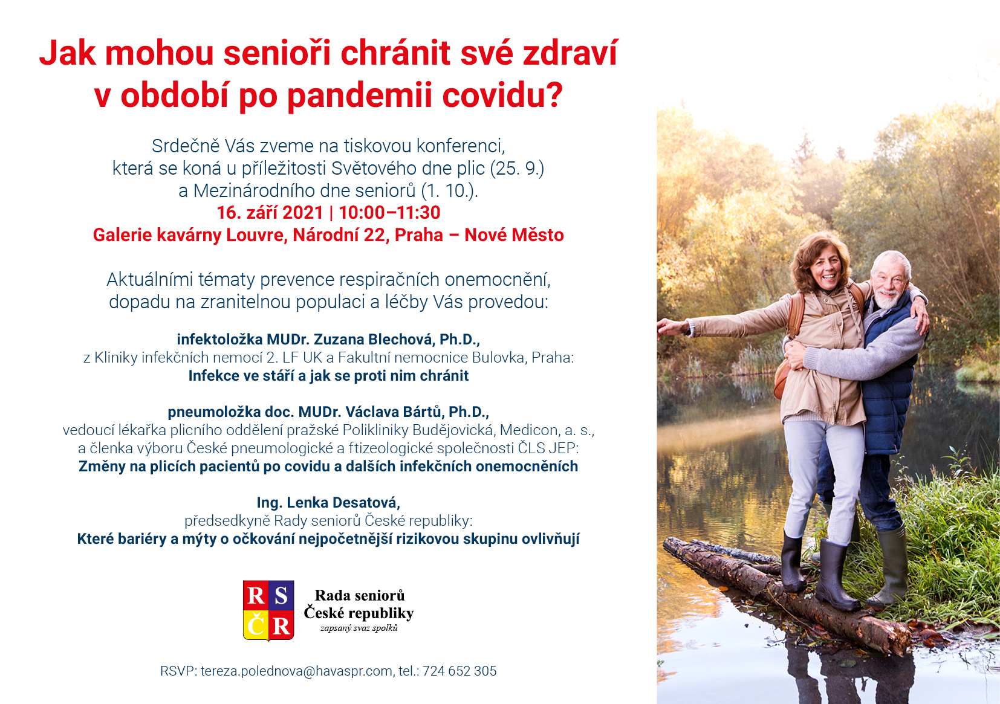 Jak mohou senioři chránit své zdraví
v období po pandemii covidu?
Srdečně Vás zveme na tiskovou konferenci,
která se koná u příležitosti Světového dne plic (25. 9.)
a Mezinárodního dne seniorů (1. 10.).
16. září 2021 | 10:00–11:30
Galerie kavárny Louvre, Národní 22, Praha – Nové Město
Aktuálními tématy prevence respiračních onemocnění,
dopadu na zranitelnou populaci a léčby Vás provedou:
infektoložka MUDr. Zuzana Blechová, Ph.D.,
z Kliniky infekčních nemocí 2. LF UK a Fakultní nemocnice Bulovka, Praha:
Infekce ve stáří a jak se proti nim chránit
pneumoložka doc. MUDr. Václava Bártů, Ph.D.,
vedoucí lékařka plicního oddělení pražské Polikliniky Budějovická, Medicon, a. s.,
a členka výboru České pneumologické a ftizeologické společnosti ČLS JEP:
Změny na plicích pacientů po covidu a dalších infekčních onemocněních
Ing. Lenka Desatová,
předsedkyně Rady seniorů České republiky:
Které bariéry a mýty o očkování nejpočetnější rizikovou skupinu ovlivňují
R S
Č R
Rada seniorů
České republiky
zapsaný svaz spolků
RSVP: tereza.polednova@havaspr.com, tel.: 724 652 305